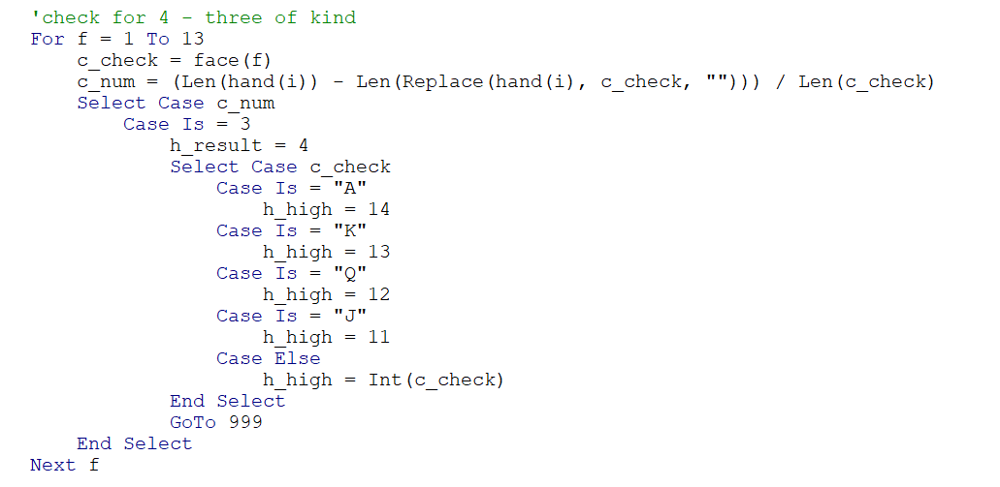 'check for 4 - three of kind
For f = 1 To 13
    c_check = face(f)
    c_num = (Len(hand(i)) - Len(Replace(hand(i), c_check, ""))) / Len(c_check)
    Select Case c_num
        Case Is = 3
            h_result = 4
            Select Case c_check
                Case Is = "A"
                    h_high = 14
                Case Is = "K"
                    h_high = 13
                Case Is = "Q"
                    h_high = 12
                Case Is = "J"
                    h_high = 11
                Case Else
                    h_high = Int(c_check)
            End Select
            GoTo 999
    End Select
Next f